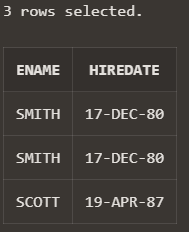 3 rows selected.
ENAME HIREDATE
SMITH 17-DEC-80
SMITH 17-DEC-80
SCOTT 19-APR-87